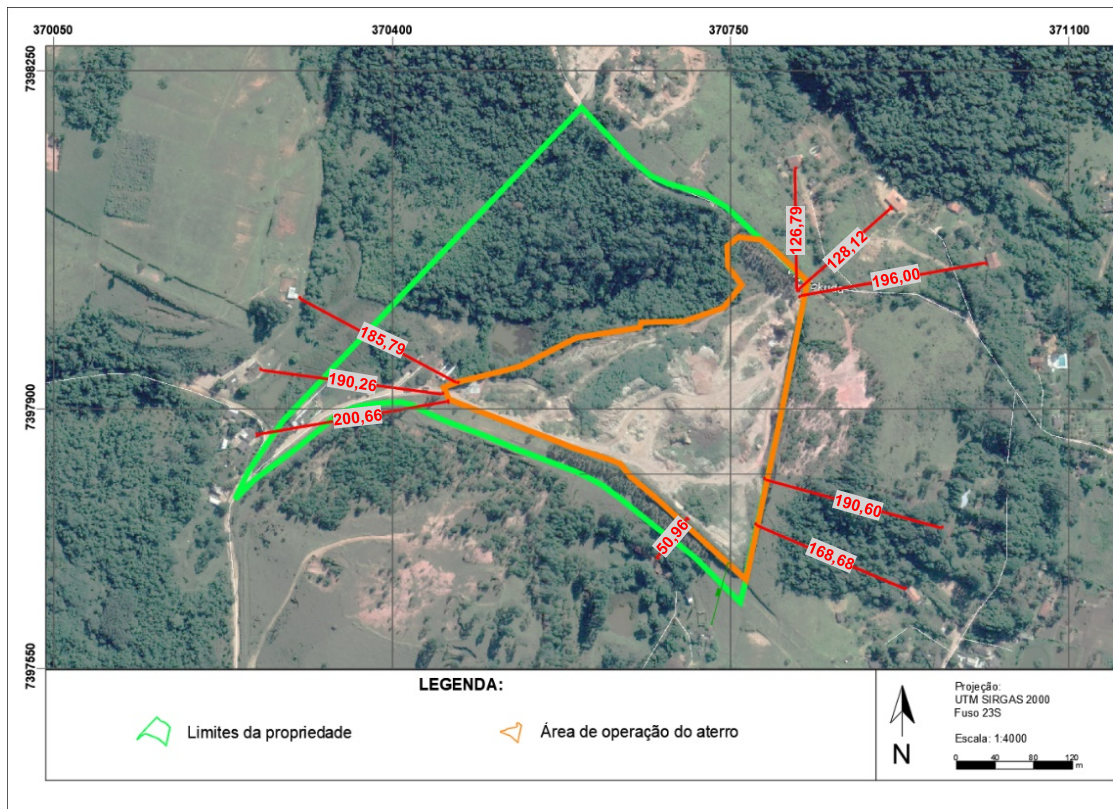 370050 370400 370750 371100
7398250
126,79
128,12
196,00
185,79
190,26
7397900
200,66
190,60
50,96
168,68
7397550
LEGENDA:
Limites da propriedade
Área de operação do aterro
N
Projeção:
UTM SIRGAS 2000
Fuso 23S
Escala: 1:4000
0 40 80 120
m